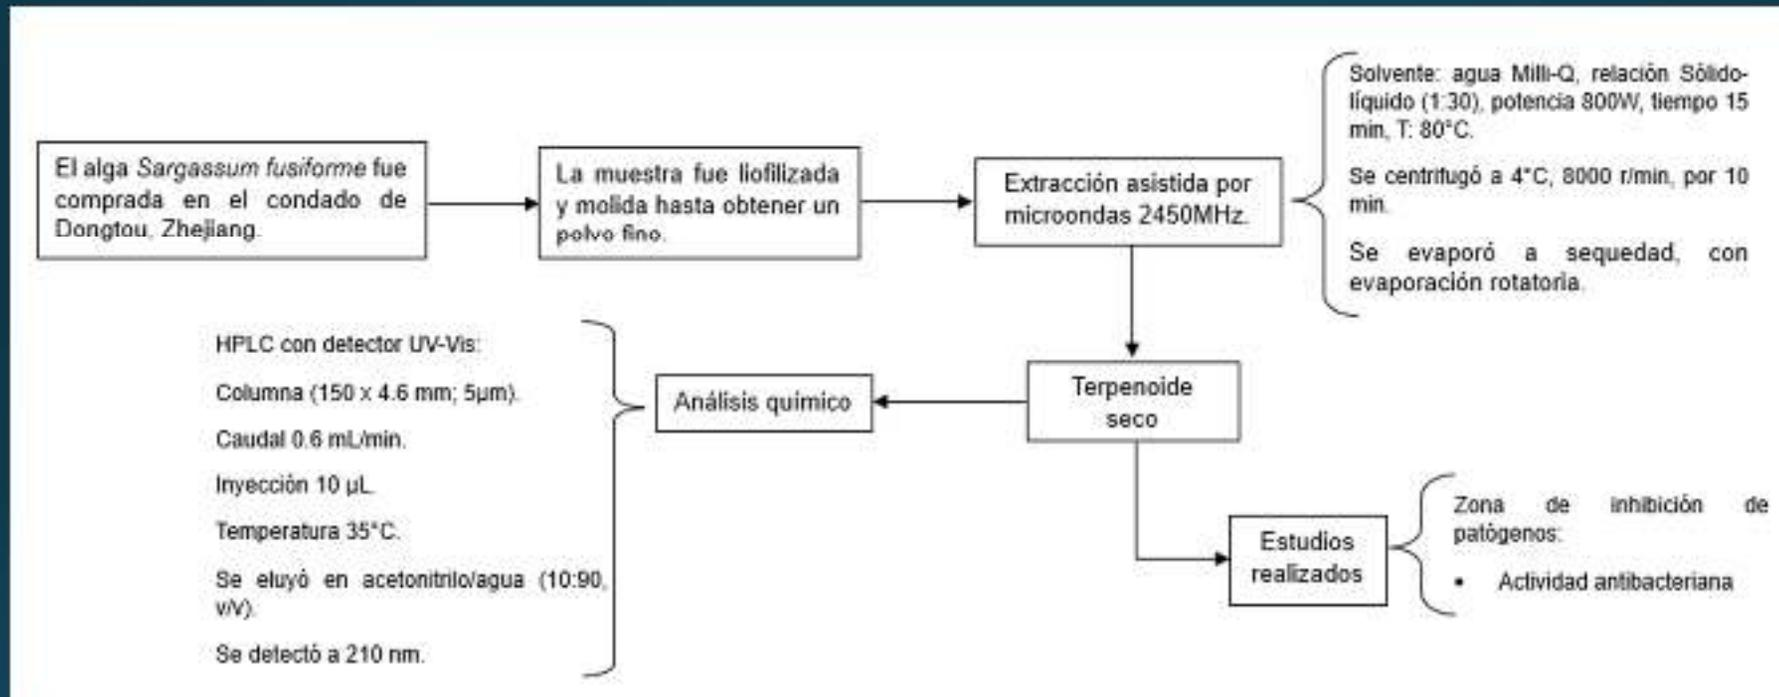 El alga Sargassum fusiforme fue
comprada en el condado de
Dongtou, Zhejiang.
La muestra fue liofilizada
y molida hasta obtener un
polvo fino.
Extracción asistida por
microondas 2450MHz.
Solvente: agua Milli-Q, relación Sólido-
líquido (1:30), potencia 800W, tiempo 15
min, T: 80°C.
Se centrifugó a 4°C, 8000 r/min, por 10
min.
Se evaporó a sequedad, con
evaporación rotatoria.
Terpenoide
seco
Análisis químico
HPLC con detector UV-Vis:
Columna (150 x 4.6 mm; 5µm).
Caudal 0.6 mL/min.
Inyección 10 µL.
Temperatura 35°C.
Se eluyó en acetonitrilo/agua (10:90,
v/v).
Se detectó a 210 nm.
Estudios
realizados
Zona de inhibición de
patógenos:
• Actividad antibacteriana